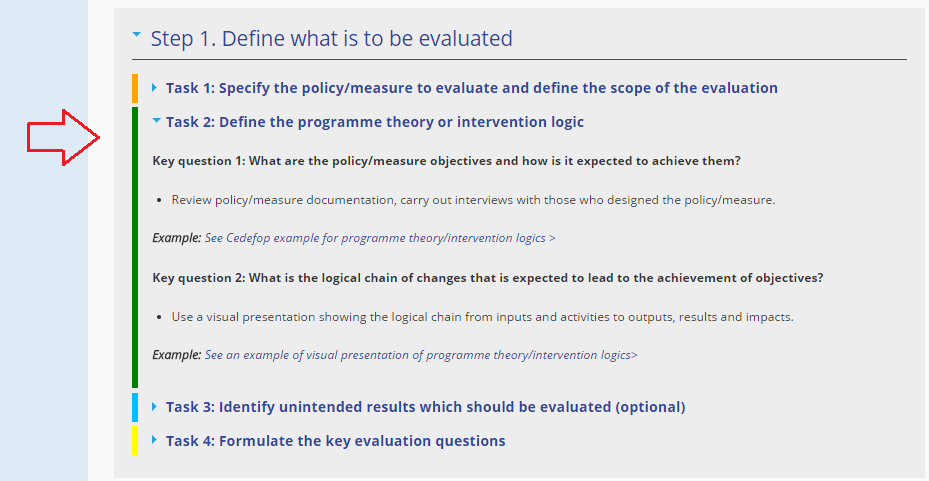 Step 1. Define what is to be evaluated
Task 1: Specify the policy/measure to evaluate and define the scope of the evaluation
Task 2: Define the programme theory or intervention logic
Key question 1: What are the policy/measure objectives and how is it expected to achieve them?
• Review policy/measure documentation, carry out interviews with those who designed the policy/measure.
Example: See Cedefop example for programme theory/intervention logics >
Key question 2: What is the logical chain of changes that is expected to lead to the achievement of objectives?
• Use a visual presentation showing the logical chain from inputs and activities to outputs, results and impacts.
Example: See an example of visual presentation of programme theory/intervention logics>
Task 3: Identify unintended results which should be evaluated (optional)
Task 4: Formulate the key evaluation questions